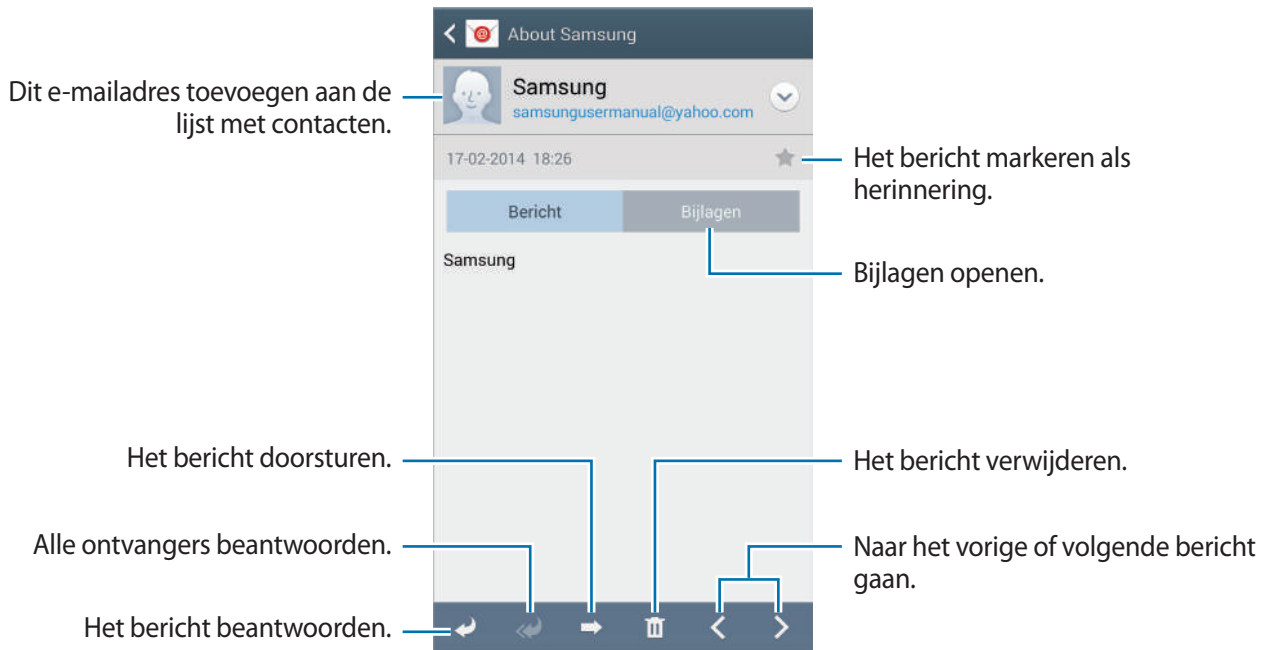 About Samsung
Dit e-mailadres toevoegen aan de
lijst met contacten.
Samsung
samsungusermanual@yahoo.com
17-02-2014 18:26
Het bericht markeren als
herinnering.
Bericht
Bijlagen
Samsung
Bijlagen openen.
Het bericht doorsturen.
Het bericht verwijderen.
Alle ontvangers beantwoorden.
Naar het vorige of volgende bericht
gaan.
Het bericht beantwoorden.